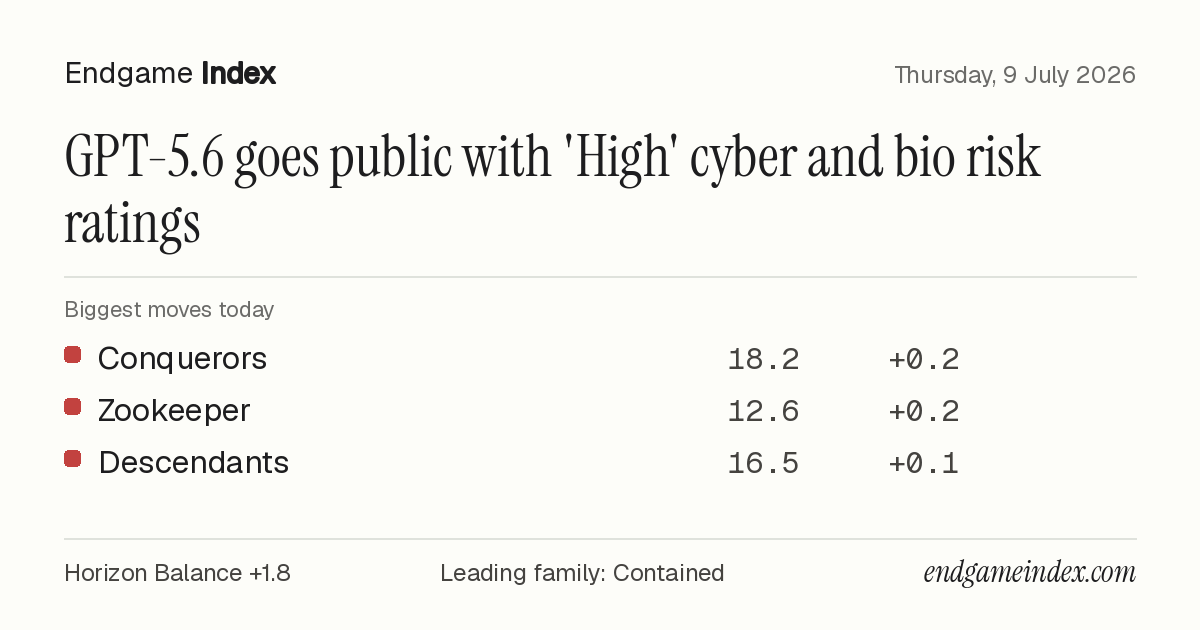 Endgame Index
Thursday, 9 July 2026
GPT-5.6 goes public with 'High' cyber and bio risk
ratings
Biggest moves today
Conquerors 18.2 +0.2
Zookeeper 12.6 +0.2
Descendants 16.5 +0.1
Horizon Balance +1.8
Leading family: Contained
endgameindex.com